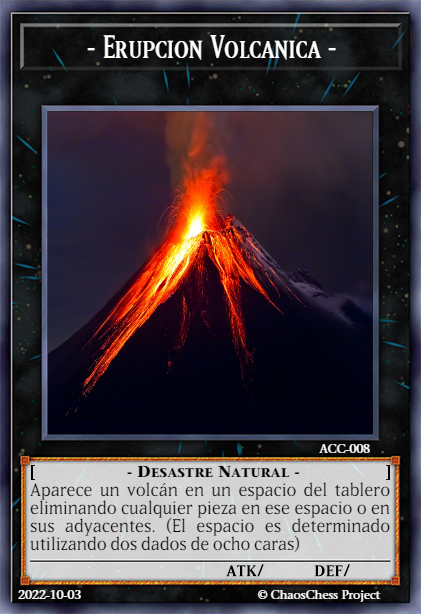 - Erupcion Volcanica -
ACC-008
[ - Desastre Natural - ]
Aparece un volcán en un espacio del tablero
eliminando cualquier pieza en ese espacio o en
sus adyacentes. (El espacio es determinado
utilizando dos dados de ocho caras)
ATK/ DEF/
2022-10-03 © ChaosChess Project